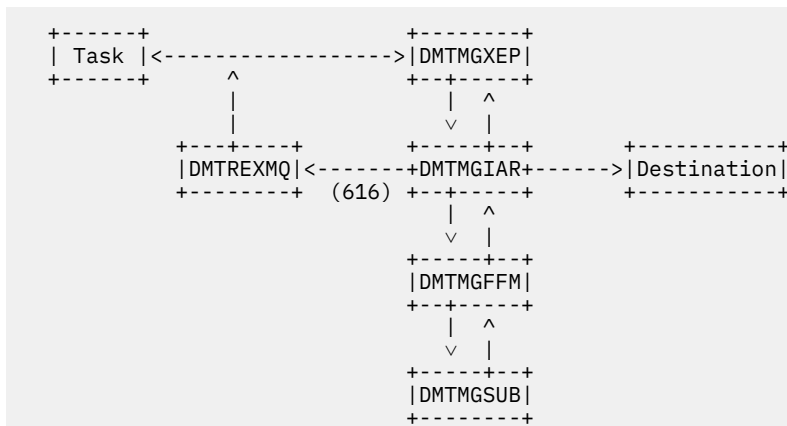 Task
DMTMGXEP
DMTREXMQ
DMTMGIAR
Destination
(616)
DMTMGFFM
DMTMGSUB